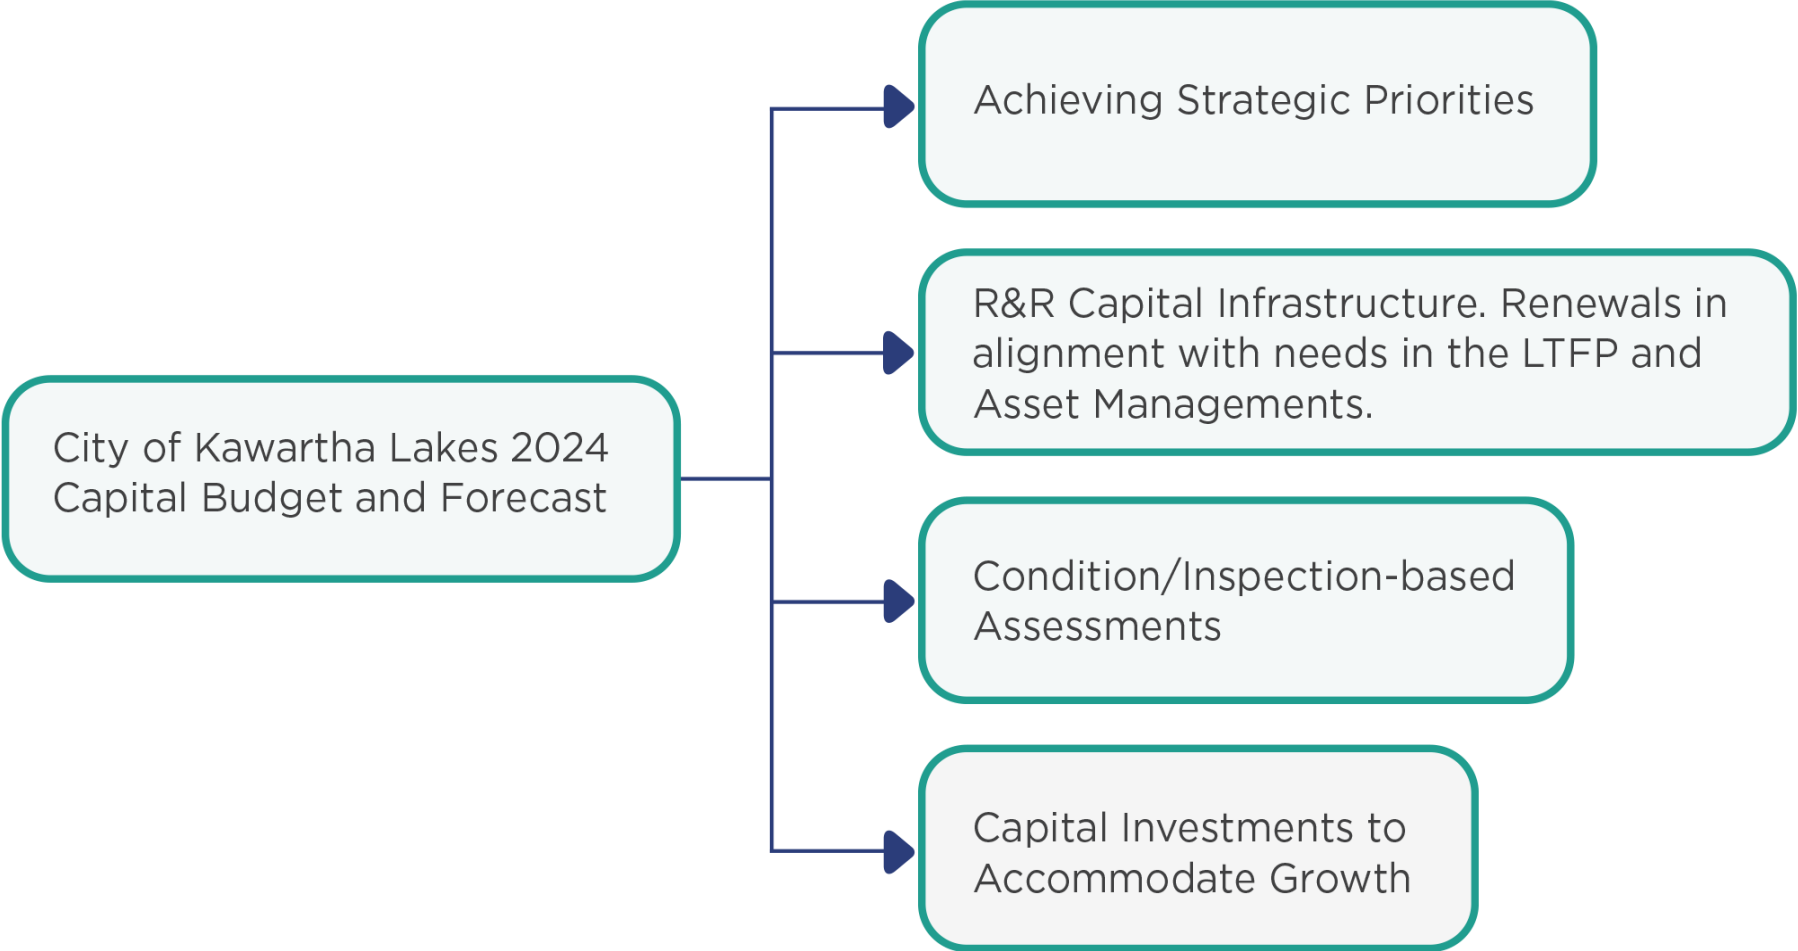 Achieving Strategic Priorities
R&R Capital Infrastructure. Renewals in
alignment with needs in the LTFP and
Asset Managements.
City of Kawartha Lakes 2024
Capital Budget and Forecast
Condition/Inspection-based
Assessments
Capital Investments to
Accommodate Growth